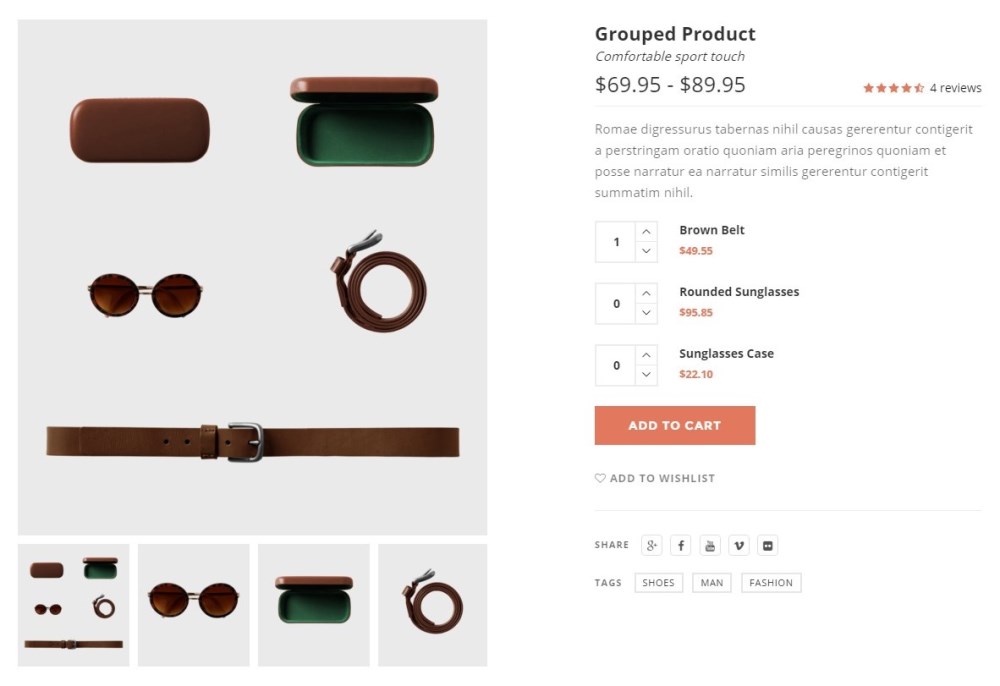 Grouped Product
Comfortable sport touch
$69.95 - $89.95
4 reviews
Romae digressurus tabernas nihil causas gererentur contigerit
a perstringam oratio quoniam aria peregrinos quoniam et
posse narratur ea narratur similis gererentur contigerit
summatim nihil.
1
Brown Belt
$49.55
0
Rounded Sunglasses
$95.85
0
Sunglasses Case
$22.10
ADD TO CART
ADD TO WISHLIST
SHARE
TAGS SHOES MAN FASHION